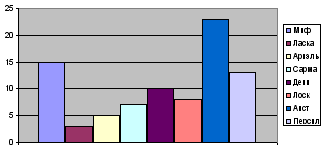 25
20
15
10
5
0
Миф
Ласка
Ариэль
Сарма
Дени
Лоск
Аист
Персил